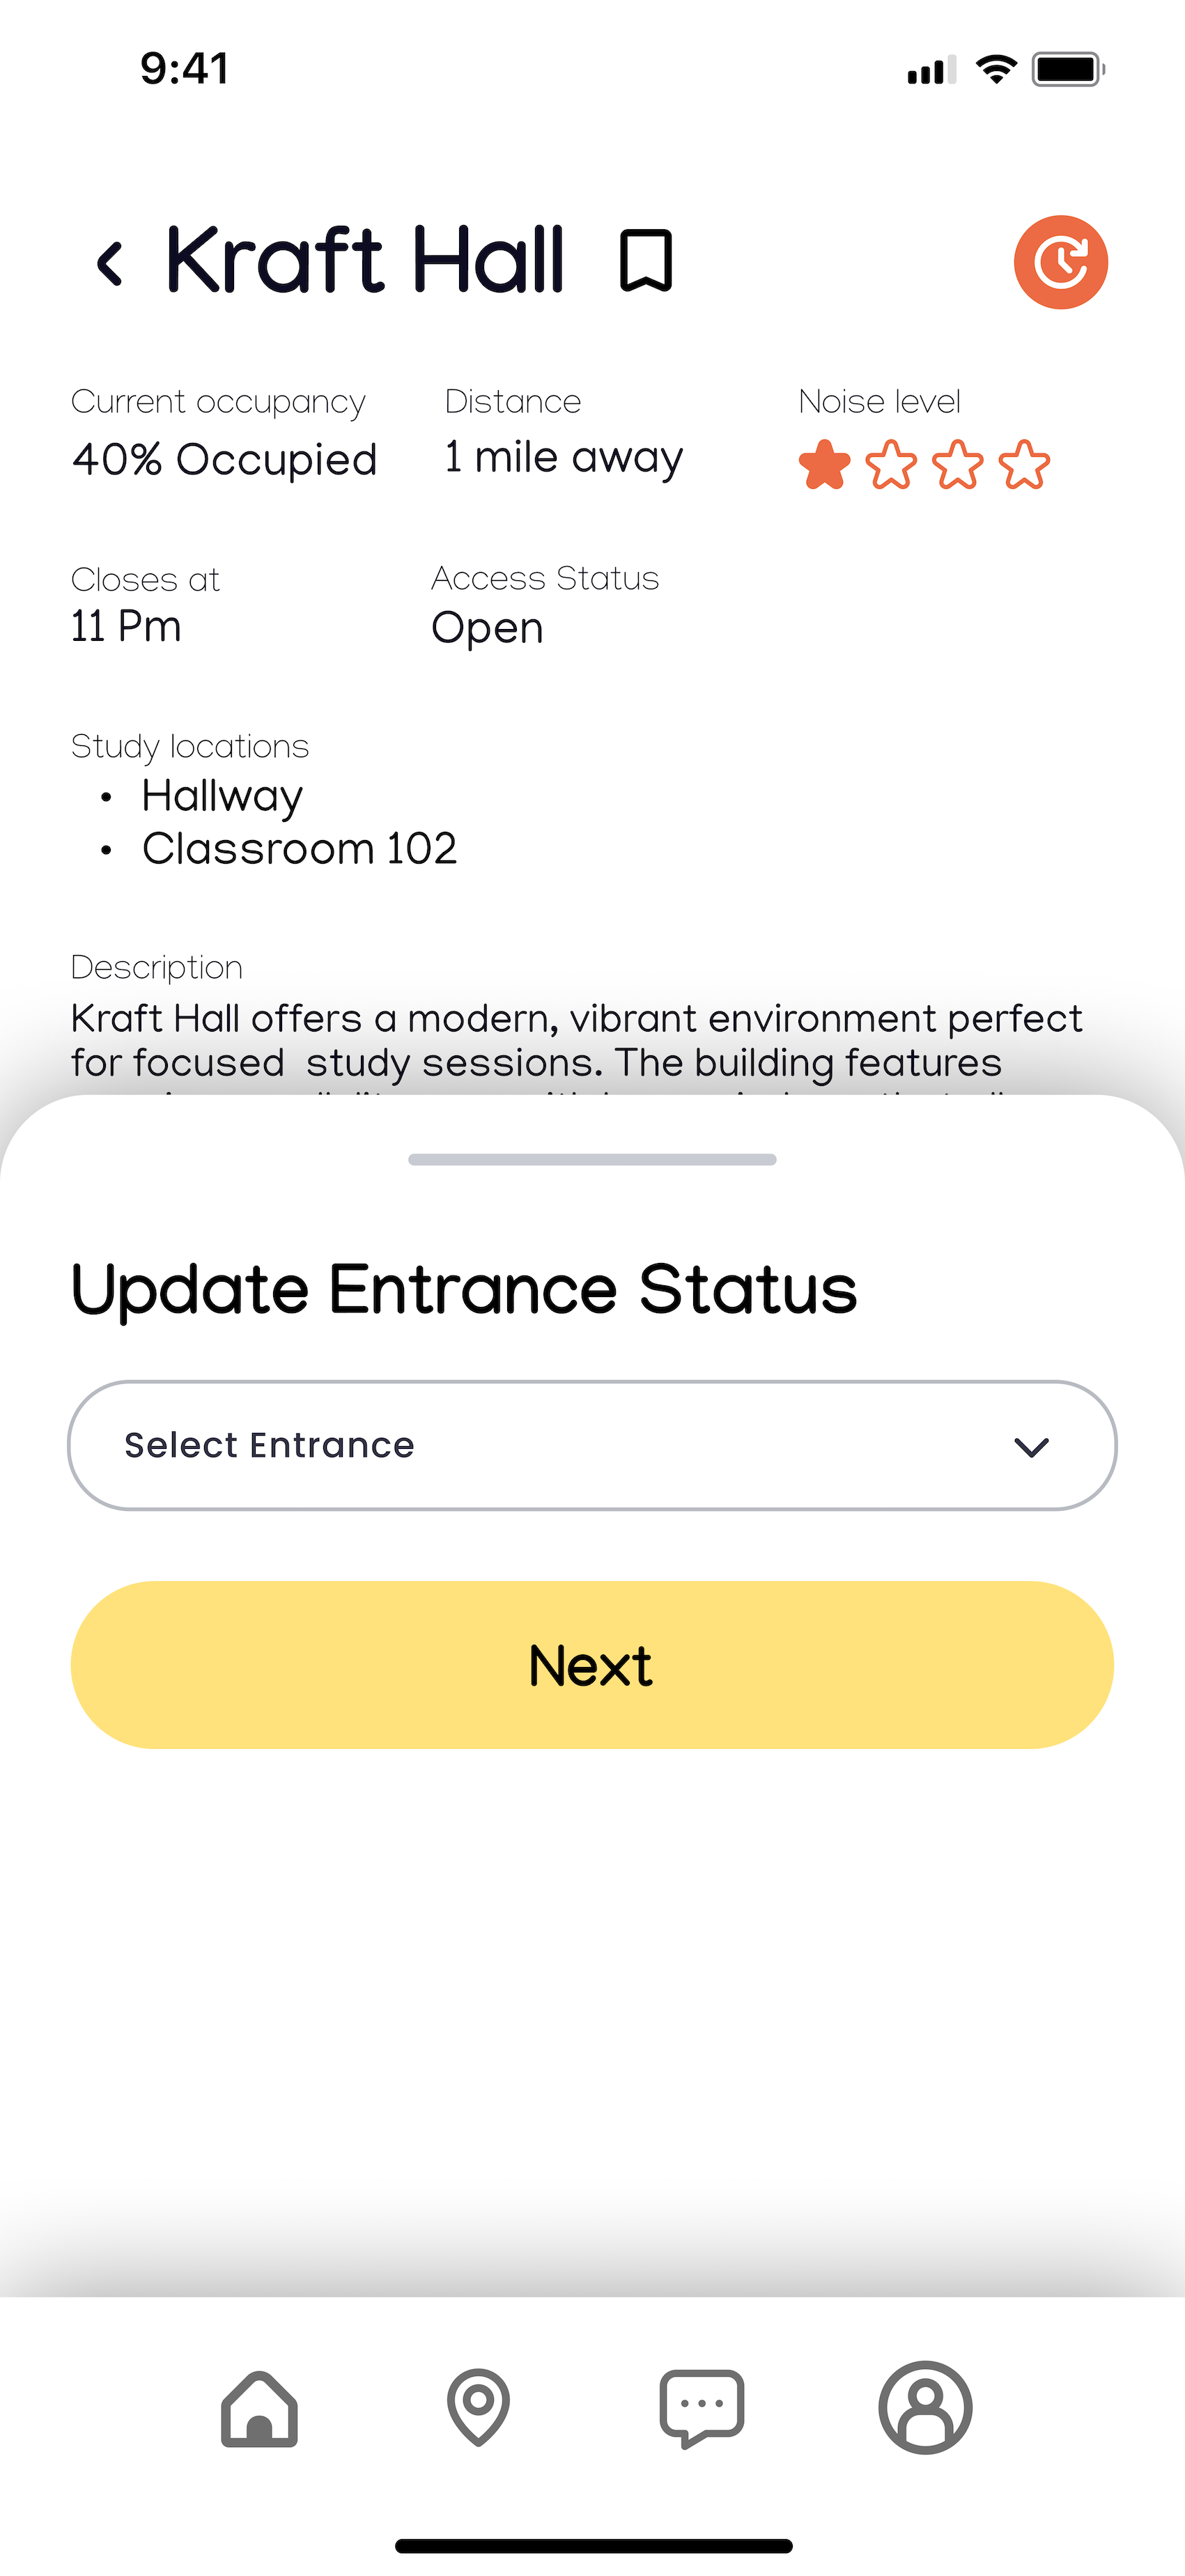 9:41
Kraft Hall
Current occupancy
40% Occupied
Distance
1 mile away
Noise level
Closes at
11 Pm
Access Status
Open
Study locations
• Hallway
• Classroom 102
Description
Kraft Hall offers a modern, vibrant environment perfect
for focused  study sessions. The building features
Update Entrance Status
Select Entrance
Next